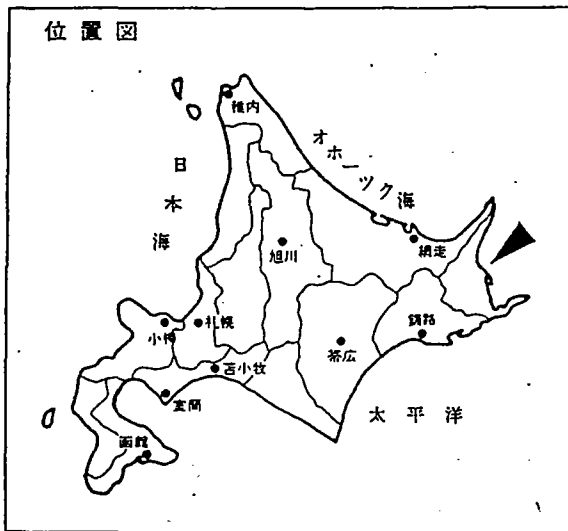 位置図
稚内
オホーツク海
日本海
旭川
網走
小樽
札幌
釧路
帯広
苫小牧
室蘭
太平洋
函館